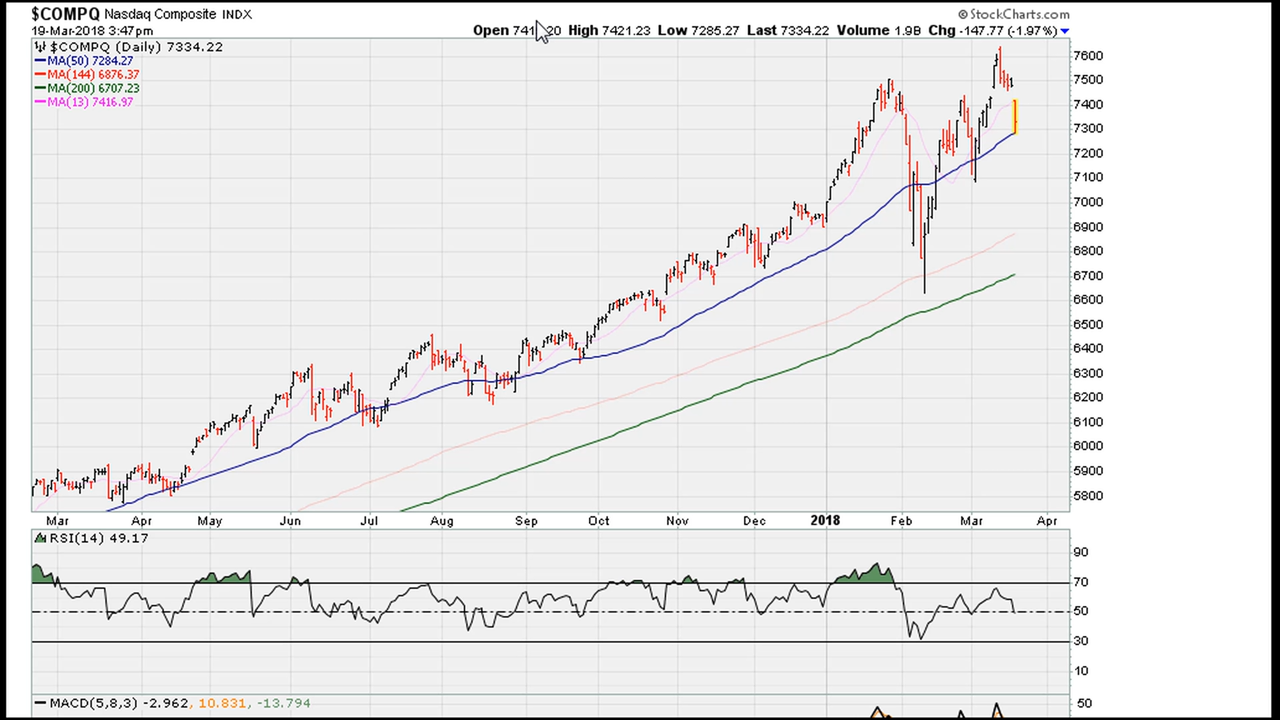 $COMPQ Nasdaq Composite INDX
© StockCharts.com
19-Mar-2018 3:47pm
Open 741 20 High 7421.23 Low 7285.27 Last 7334.22 Volume 1.9B Chg -147.77 (-1.97%)
$COMPQ (Daily) 7334.22
MA(50) 7284.27
MA(144) 6876.37
MA(200) 6707.23
MA(13) 7416.97
7600
7500
7400
7300
7200
7100
7000
6900
6800
6700
6600
6500
6400
6300
6200
6100
6000
5900
5800
Mar Apr May Jun Jul Aug Sep Oct Nov Dec 2018 Feb Mar Apr
RSI(14) 49.17
90
70
50
30
10
MACD(5,8,3) -2.962, 10.831, -13.794
50